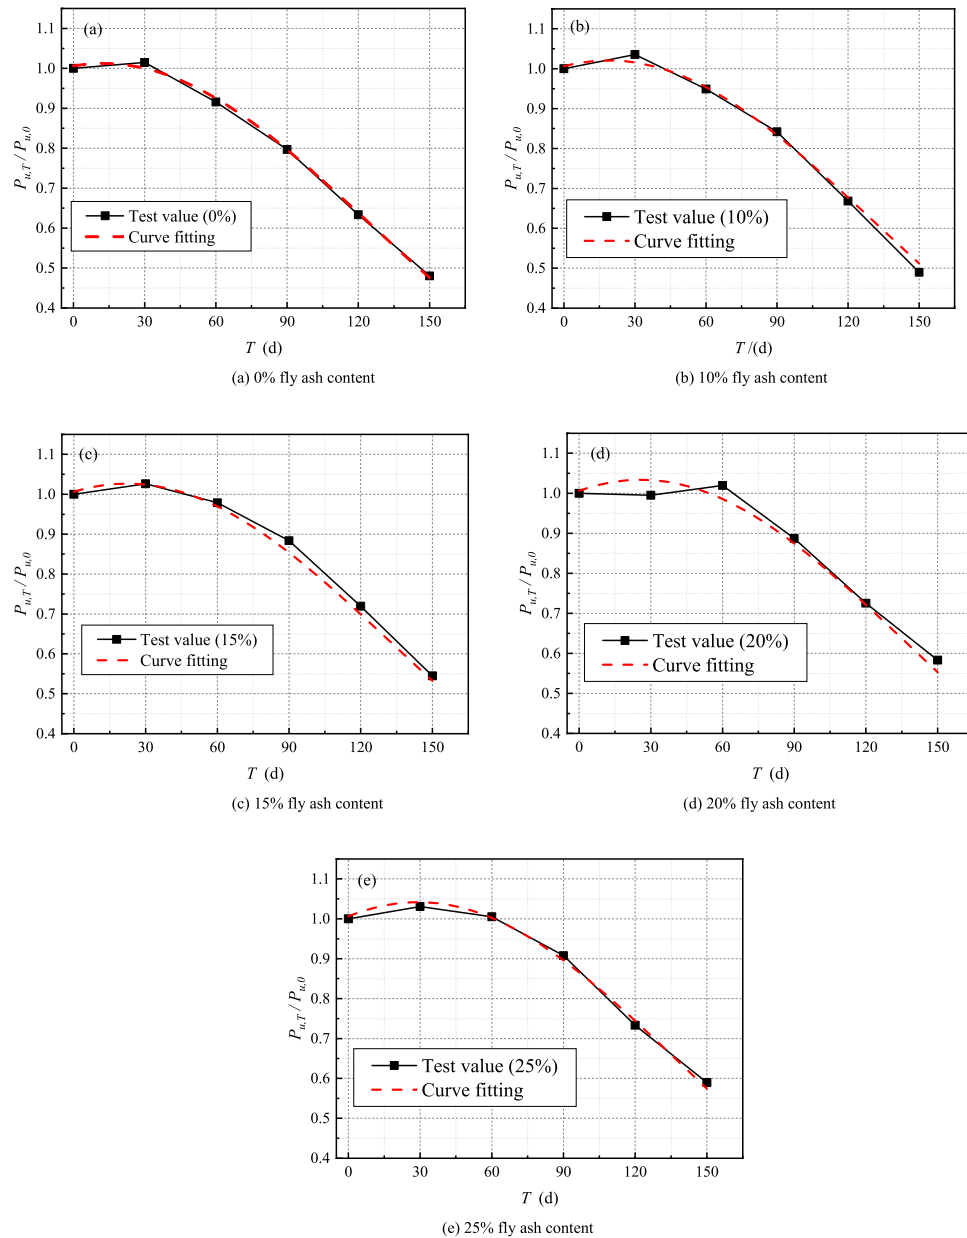 (a)
1.1
1.0
0.9
0.8
0.7
0.6
0.5
0.4
P_{u,T} / P_{u,0}
Test value (0%)
Curve fitting
0 30 60 90 120 150
T (d)
(a) 0% fly ash content
(b)
1.1
1.0
0.9
0.8
0.7
0.6
0.5
0.4
P_{u,T} / P_{u,0}
Test value (10%)
Curve fitting
0 30 60 90 120 150
T /(d)
(b) 10% fly ash content
(c)
1.1
1.0
0.9
0.8
0.7
0.6
0.5
0.4
P_{u,T} / P_{u,0}
Test value (15%)
Curve fitting
0 30 60 90 120 150
T (d)
(c) 15% fly ash content
(d)
1.1
1.0
0.9
0.8
0.7
0.6
0.5
0.4
P_{u,T} / P_{u,0}
Test value (20%)
Curve fitting
0 30 60 90 120 150
T (d)
(d) 20% fly ash content
(e)
1.1
1.0
0.9
0.8
0.7
0.6
0.5
0.4
P_{u,T} / P_{u,0}
Test value (25%)
Curve fitting
0 30 60 90 120 150
T (d)
(e) 25% fly ash content